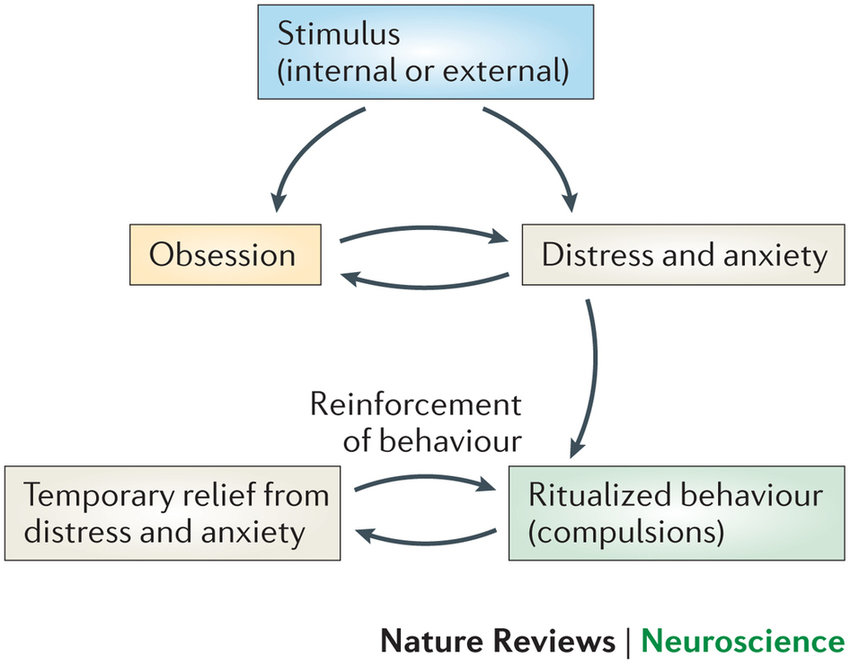 Stimulus
(internal or external)
Obsession
Distress and anxiety
Reinforcement
of behaviour
Temporary relief from
distress and anxiety
Ritualized behaviour
(compulsions)
Nature Reviews | Neuroscience